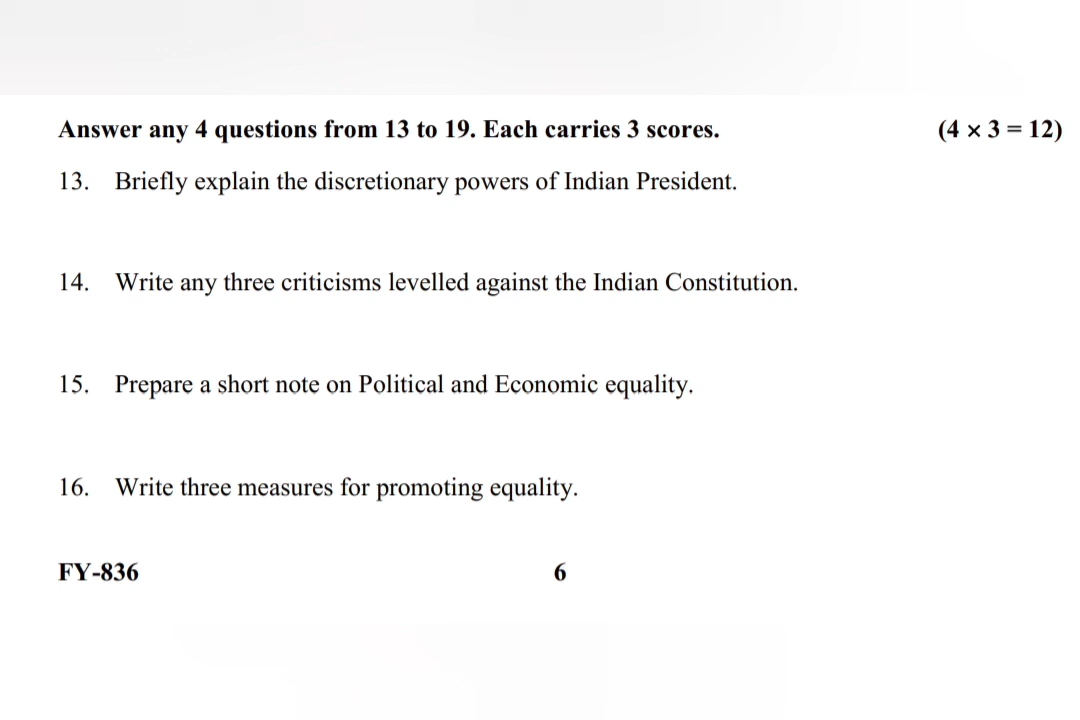 Answer any 4 questions from 13 to 19. Each carries 3 scores. (4 × 3 = 12)
13. Briefly explain the discretionary powers of Indian President.
14. Write any three criticisms levelled against the Indian Constitution.
15. Prepare a short note on Political and Economic equality.
16. Write three measures for promoting equality.
FY-836 6